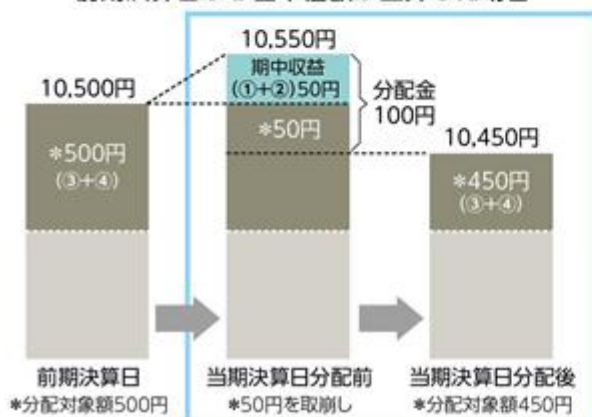 10,550円
期中収益
(①+②)50円
10,500円
分配金
100円
*50円
10,450円
*500円
(③+④)
*450円
(③+④)
前期決算日
当期決算日分配前
当期決算日分配後
*分配対象額500円
*50円を取崩し
*分配対象額450円